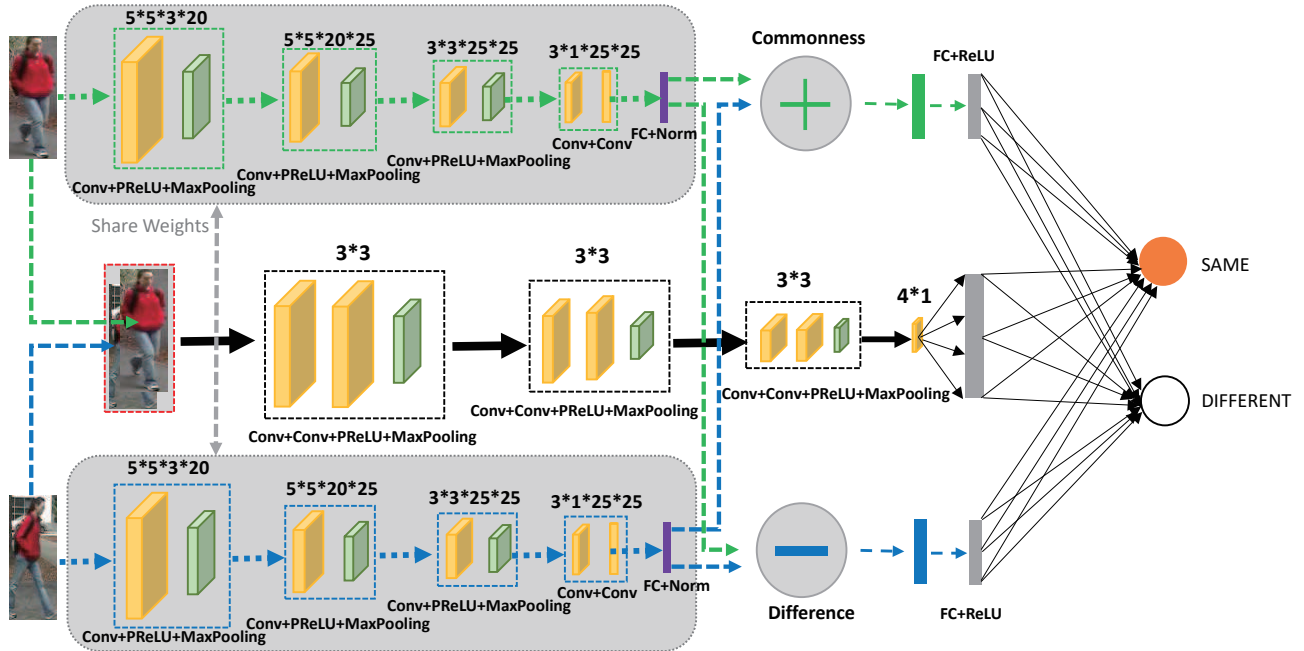 5*5*3*20
5*5*20*25
3*3*25*25
3*1*25*25
Commonness
FC+ReLU
FC+Norm
Conv+Conv
Conv+PReLU+MaxPooling
Conv+PReLU+MaxPooling
Conv+PReLU+MaxPooling
Share Weights
3*3
3*3
3*3
4*1
SAME
DIFFERENT
Conv+Conv+PReLU+MaxPooling
Conv+Conv+PReLU+MaxPooling
Conv+Conv+PReLU+MaxPooling
5*5*3*20
5*5*20*25
3*3*25*25
3*1*25*25
FC+Norm
Conv+Conv
Conv+PReLU+MaxPooling
Conv+PReLU+MaxPooling
Conv+PReLU+MaxPooling
Difference
FC+ReLU